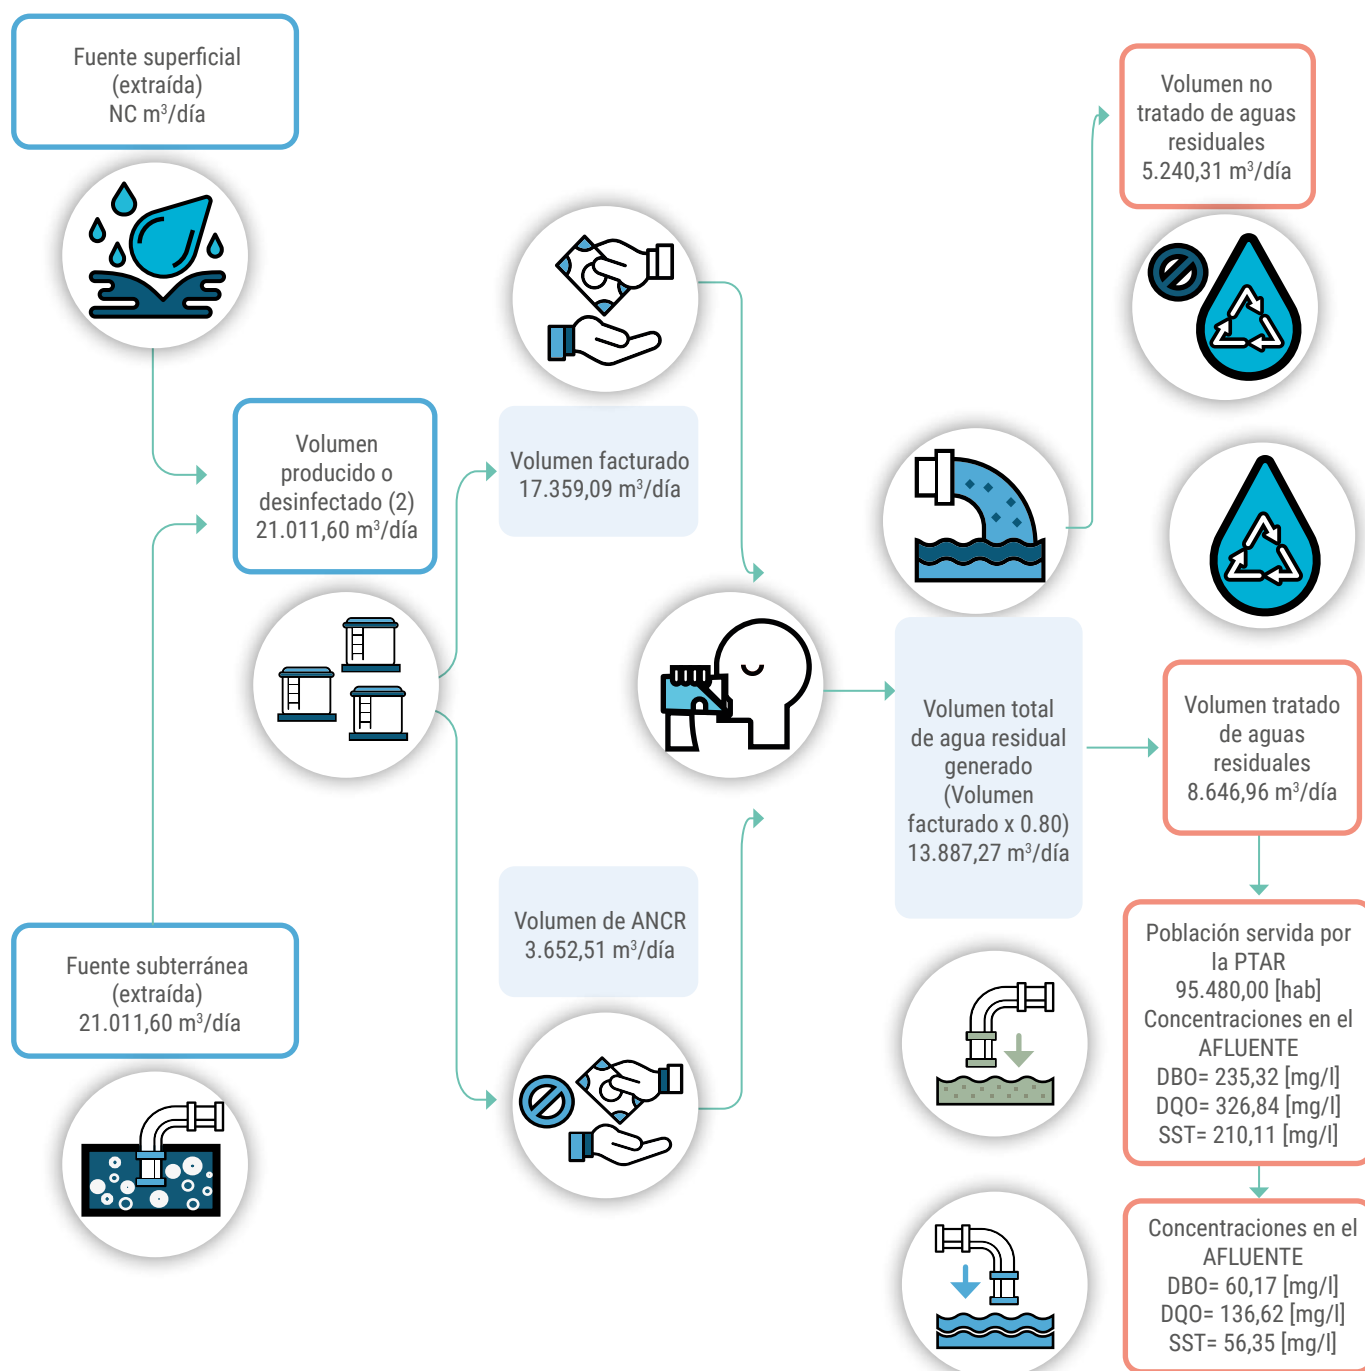 Fuente superficial
(extraída)
NC m³/día
Volumen
producido o
desinfectado (2)
21.011,60 m³/día
Fuente subterránea
(extraída)
21.011,60 m³/día
Volumen facturado
17.359,09 m³/día
Volumen de ANCR
3.652,51 m³/día
Volumen total
de agua residual
generado
(Volumen
facturado x 0.80)
13.887,27 m³/día
Volumen no
tratado de aguas
residuales
5.240,31 m³/día
Volumen tratado
de aguas
residuales
8.646,96 m³/día
Población servida por
la PTAR
95.480,00 [hab]
Concentraciones en el
AFLUENTE
DBO= 235,32 [mg/l]
DQO= 326,84 [mg/l]
SST= 210,11 [mg/l]
Concentraciones en el
AFLUENTE
DBO= 60,17 [mg/l]
DQO= 136,62 [mg/l]
SST= 56,35 [mg/l]